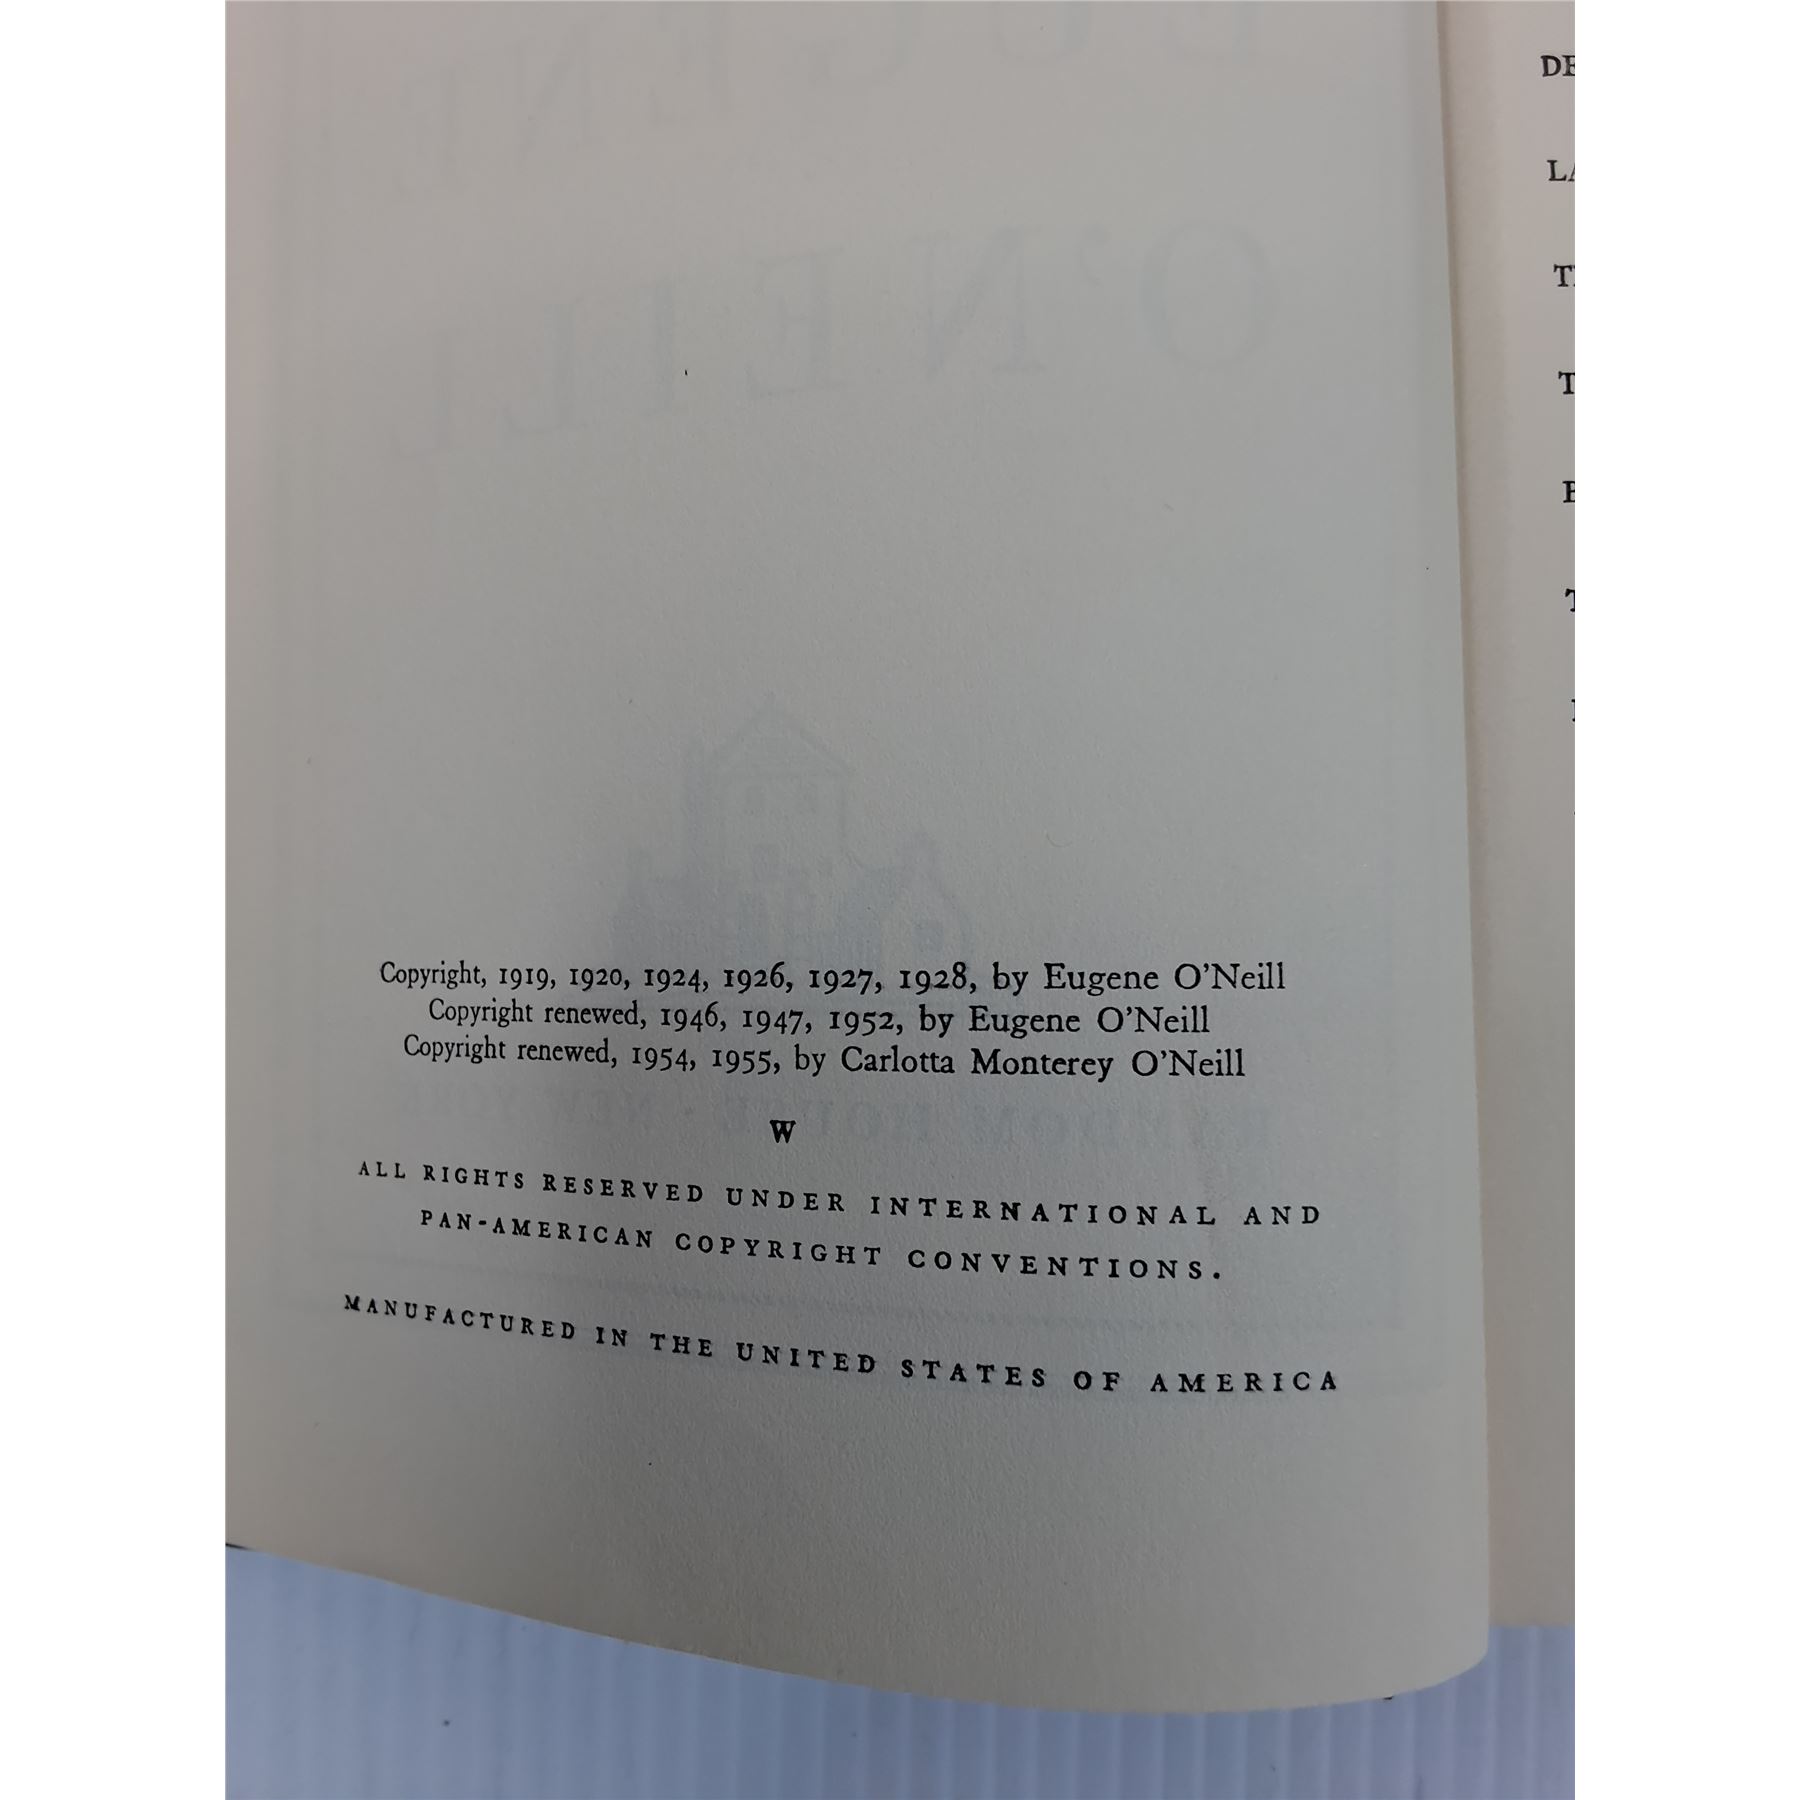 Copyright, 1919, 1920, 1924, 1926, 1927, 1928, by Eugene O'Neill
Copyright renewed, 1946, 1947, 1952, by Eugene O'Neill
Copyright renewed, 1954, 1955, by Carlotta Monterey O'Neill
W
ALL RIGHTS RESERVED UNDER INTERNATIONAL AND
PAN-AMERICAN COPYRIGHT CONVENTIONS.
MANUFACTURED IN THE UNITED STATES OF AMERICA